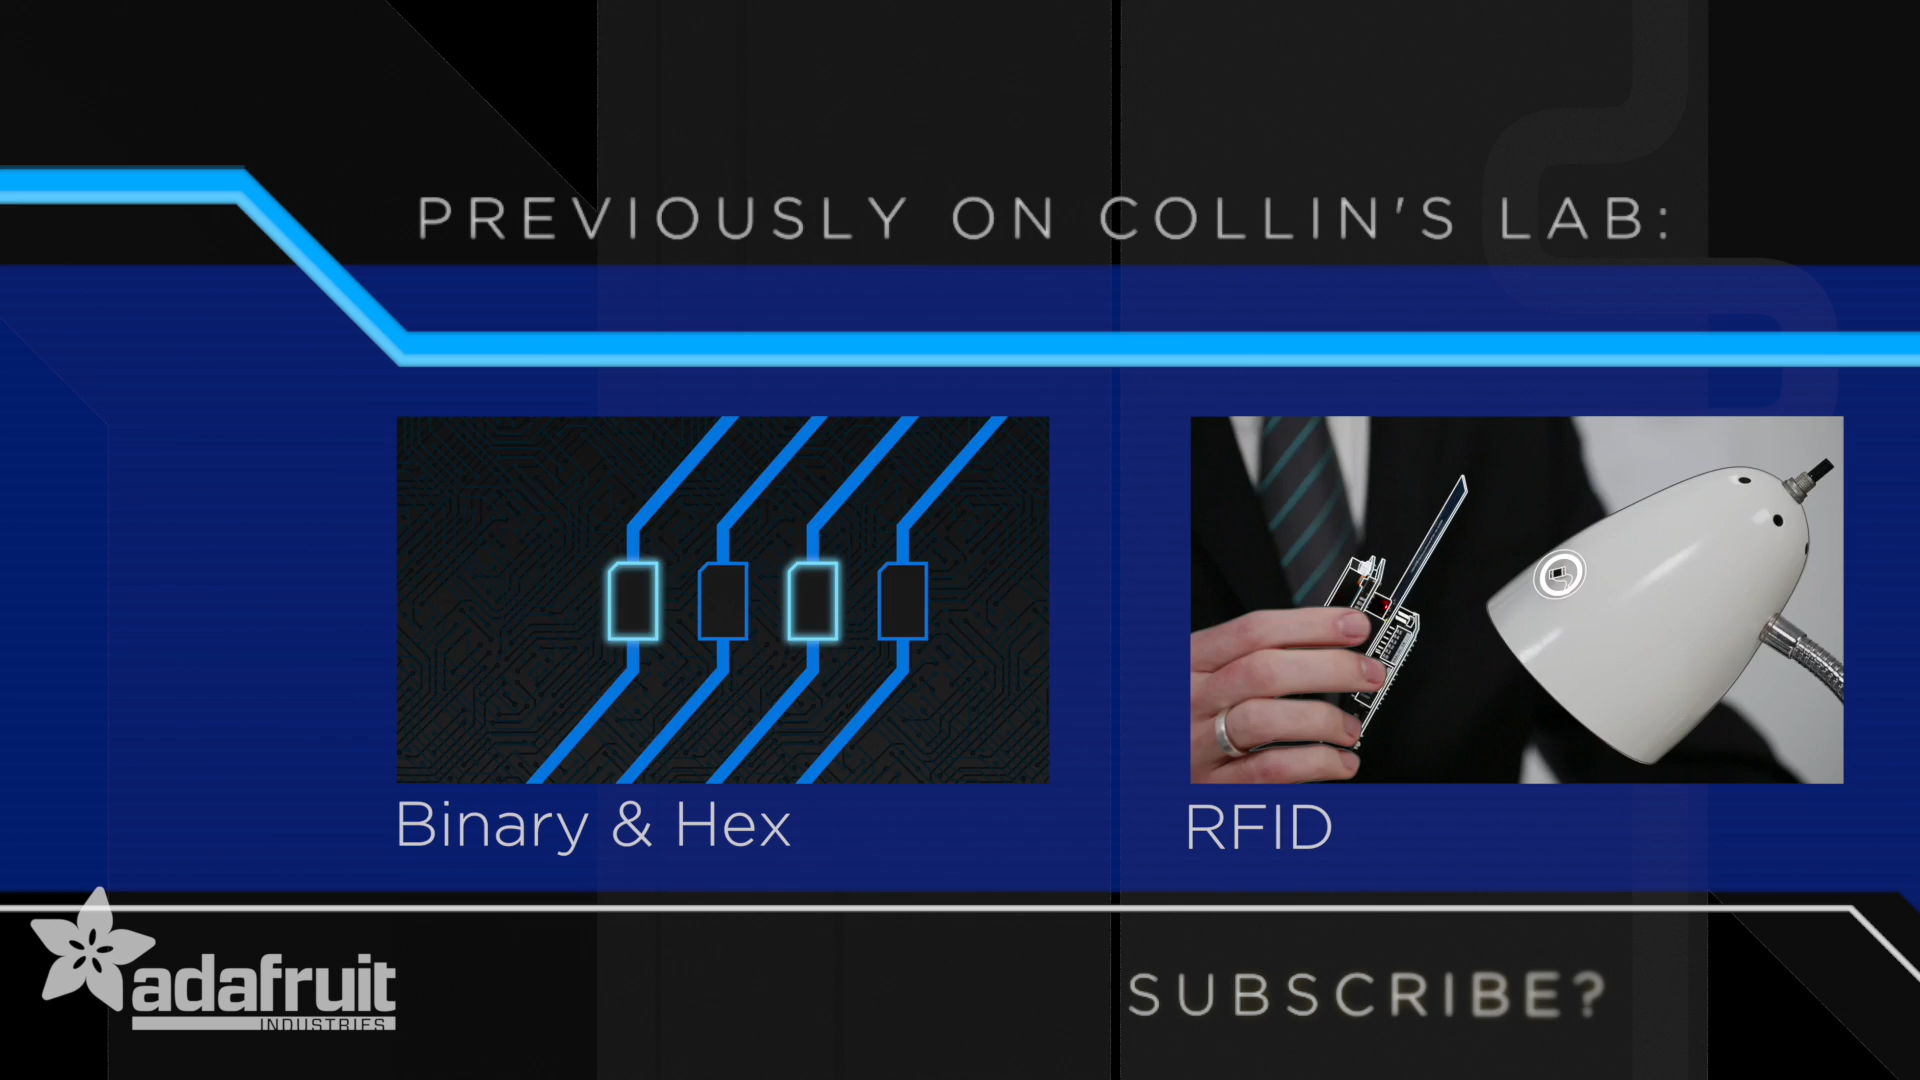 PREVIOUSLY ON COLLIN'S LAB:
Binary & Hex
RFID
adafruit
INDUSTRIES
SUBSCRIBE?